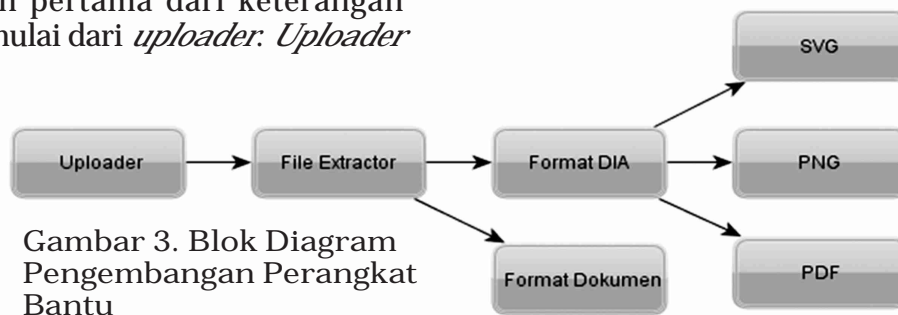 pertama dari keterangan
mulai dari uploader. Uploader
SVG
Uploader
File Extractor
Format DIA
PNG
Format Dokumen
PDF
Gambar 3. Blok Diagram
Pengembangan Perangkat
Bantu